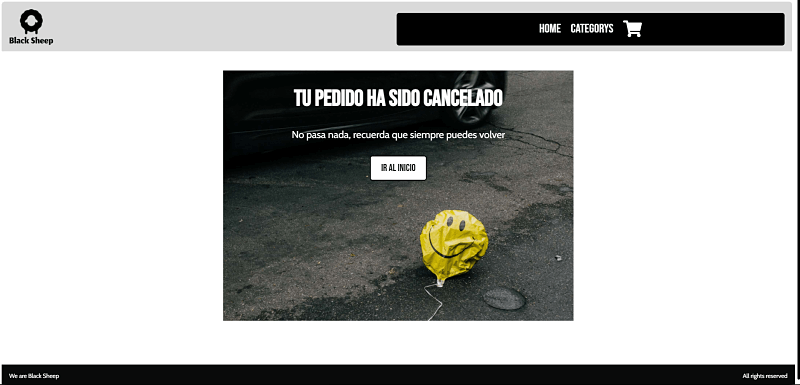 Black Sheep
HOME CATEGORYS
TU PEDIDO HA SIDO CANCELADO
No pasa nada, recuerda que siempre puedes volver
IR AL INICIO
We are Black Sheep
All rights reserved